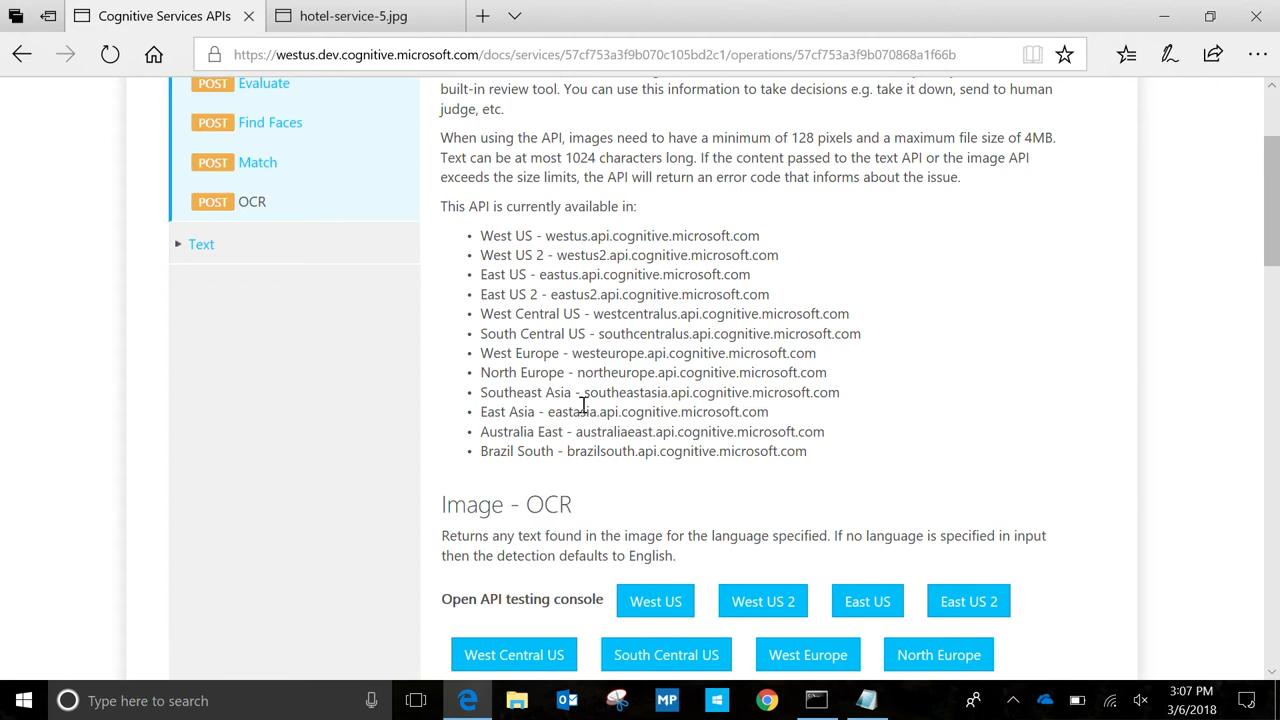 Cognitive Services APIs
hotel-service-5.jpg
https://westus.dev.cognitive.microsoft.com/docs/services/57cf753a3f9b070c105bd2c1/operations/57cf753a3f9b070868a1f66b
POST Evaluate
POST Find Faces
POST Match
POST OCR
Text
built-in review tool. You can use this information to take decisions e.g. take it down, send to human
judge, etc.
When using the API, images need to have a minimum of 128 pixels and a maximum file size of 4MB.
Text can be at most 1024 characters long. If the content passed to the text API or the image API
exceeds the size limits, the API will return an error code that informs about the issue.
This API is currently available in:
• West US - westus.api.cognitive.microsoft.com
• West US 2 - westus2.api.cognitive.microsoft.com
• East US - eastus.api.cognitive.microsoft.com
• East US 2 - eastus2.api.cognitive.microsoft.com
• West Central US - westcentralus.api.cognitive.microsoft.com
• South Central US - southcentralus.api.cognitive.microsoft.com
• West Europe - westeurope.api.cognitive.microsoft.com
• North Europe - northeurope.api.cognitive.microsoft.com
• Southeast Asia - southeastasia.api.cognitive.microsoft.com
• East Asia - eastasia.api.cognitive.microsoft.com
• Australia East - australiaeast.api.cognitive.microsoft.com
• Brazil South - brazilsouth.api.cognitive.microsoft.com
Image - OCR
Returns any text found in the image for the language specified. If no language is specified in input
then the detection defaults to English.
Open API testing console West US West US 2 East US East US 2
West Central US South Central US West Europe North Europe
Type here to search
MP
3:07 PM
3/6/2018